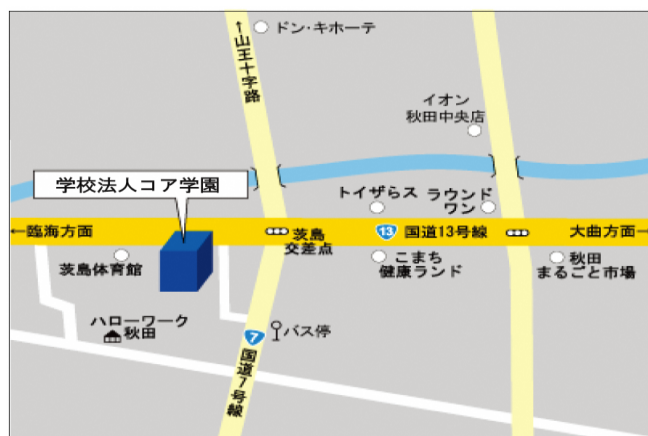 ドン・キホーテ
↑山王十字路
イオン
秋田中央店
学校法人コア学園
トイザらス
ラウンド
ワン
←臨海方面
茨島
交差点
13
国道13号線
大曲方面→
茨島体育館
こまち
健康ランド
秋田
まるごと市場
ハローワーク
秋田
7
国道7号線
バス停